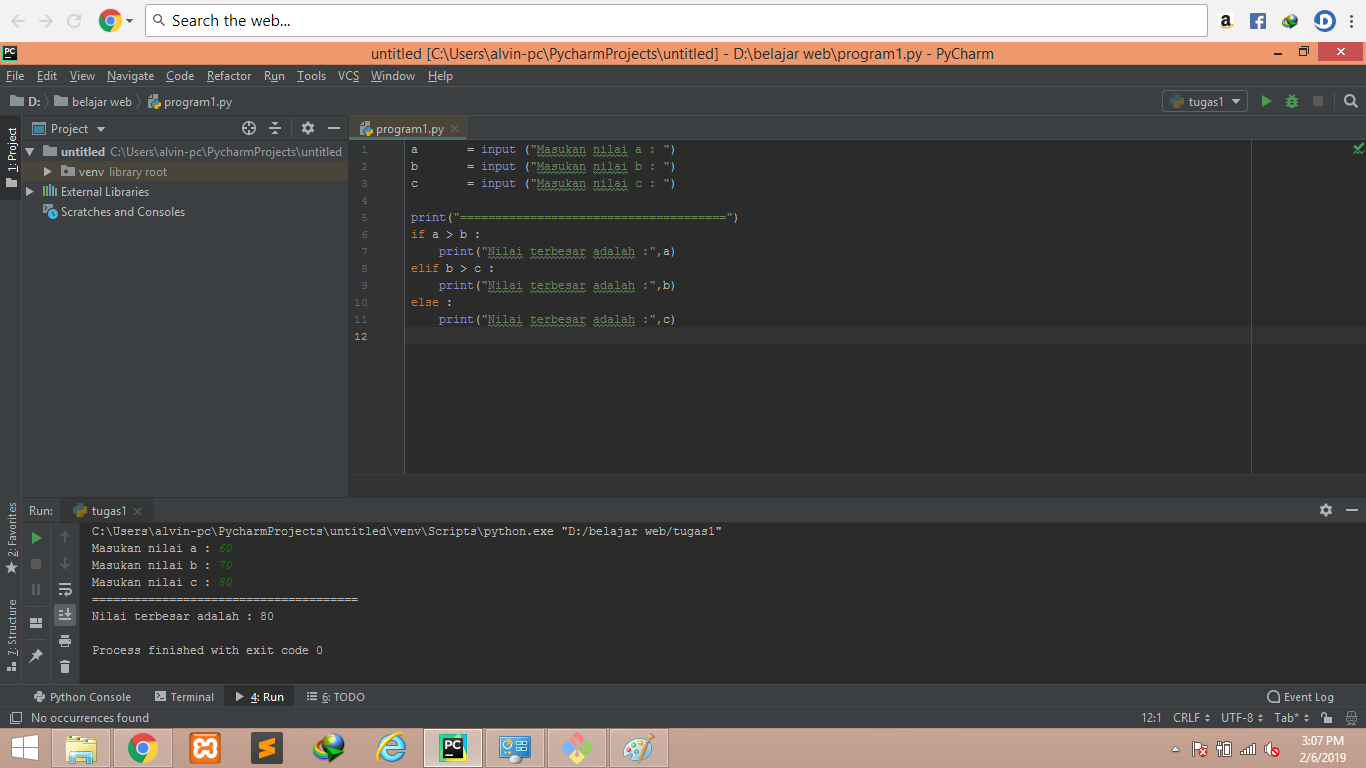 Search the web...
untitled [C:\Users\alvin-pc\PycharmProjects\untitled] - D:\belajar web\program1.py - PyCharm
File Edit View Navigate Code Refactor Run Tools VCS Window Help
D: belajar web program1.py tugas1
Project
program1.py
1: Project
untitled C:\Users\alvin-pc\PycharmProjects\untitled
venv library root
External Libraries
Scratches and Consoles
1 a       = input ("Masukan nilai a : ")
2 b       = input ("Masukan nilai b : ")
3 c       = input ("Masukan nilai c : ")
4
5 print("======================================")
6 if a > b :
7     print("Nilai terbesar adalah :",a)
8 elif b > c :
9     print("Nilai terbesar adalah :",b)
10 else :
11     print("Nilai terbesar adalah :",c)
12
2: Favorites
7: Structure
Run: tugas1
C:\Users\alvin-pc\PycharmProjects\untitled\venv\Scripts\python.exe "D:/belajar web/tugas1"
Masukan nilai a : 60
Masukan nilai b : 70
Masukan nilai c : 80
======================================
Nilai terbesar adalah : 80
Process finished with exit code 0
Python Console Terminal 4: Run 6: TODO Event Log
No occurrences found 12:1 CRLF UTF-8 Tab*
PC
3:07 PM
2/6/2019